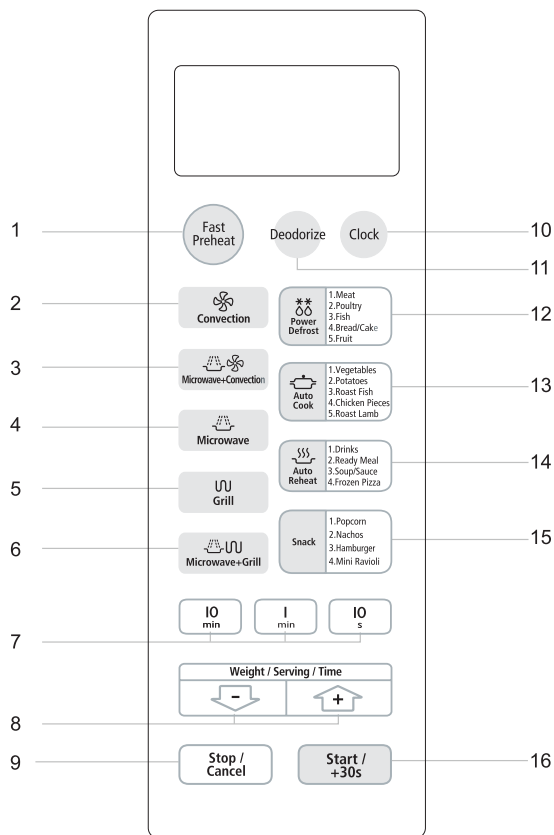 1
Fast
Preheat
Deodorize
Clock
10
11
2
Convection
Power
Defrost
1.Meat
2.Poultry
3.Fish
4.Bread/Cake
5.Fruit
12
3
Microwave+Convection
Auto
Cook
1.Vegetables
2.Potatoes
3.Roast Fish
4.Chicken Pieces
5.Roast Lamb
13
4
Microwave
Auto
Reheat
1.Drinks
2.Ready Meal
3.Soup/Sauce
4.Frozen Pizza
14
5
Grill
6
Microwave+Grill
Snack
1.Popcorn
2.Nachos
3.Hamburger
4.Mini Ravioli
15
10
min
1
min
10
s
7
Weight / Serving / Time
-
+
8
9
Stop /
Cancel
Start /
+30s
16